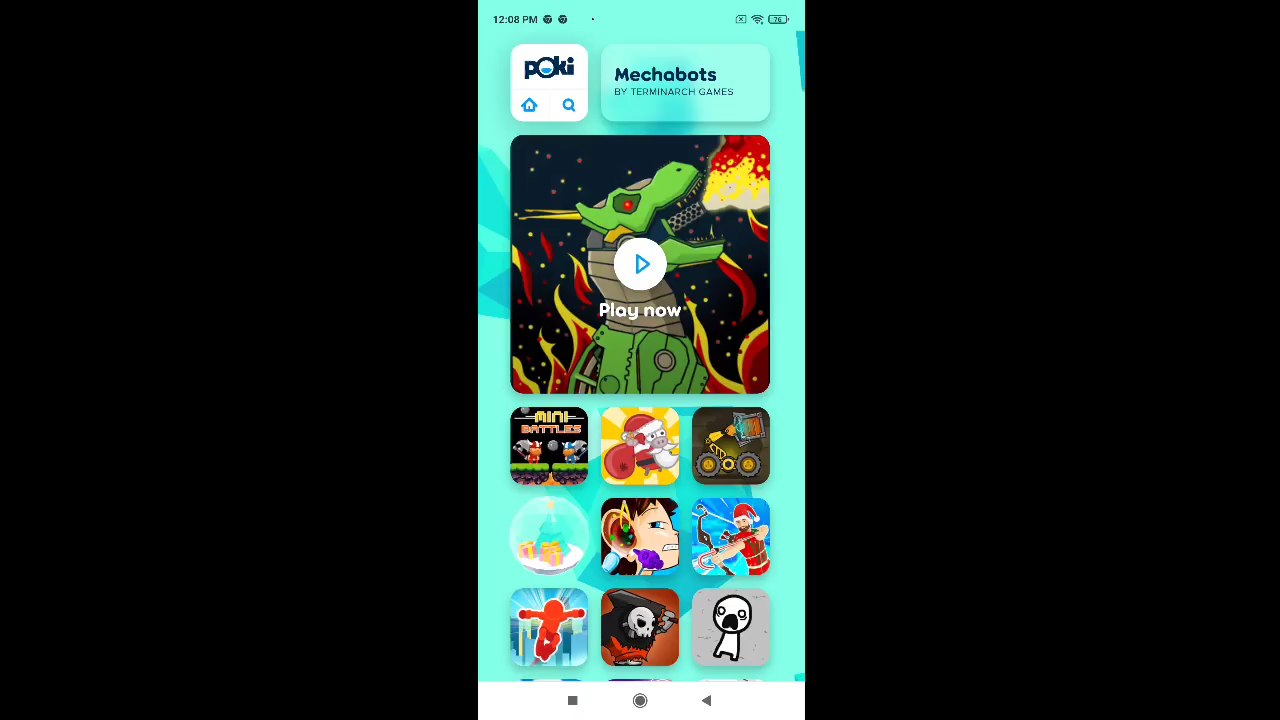 12:08 PM
76
poki
Mechabots
BY TERMINARCH GAMES
Play now
MINI
BATTLES